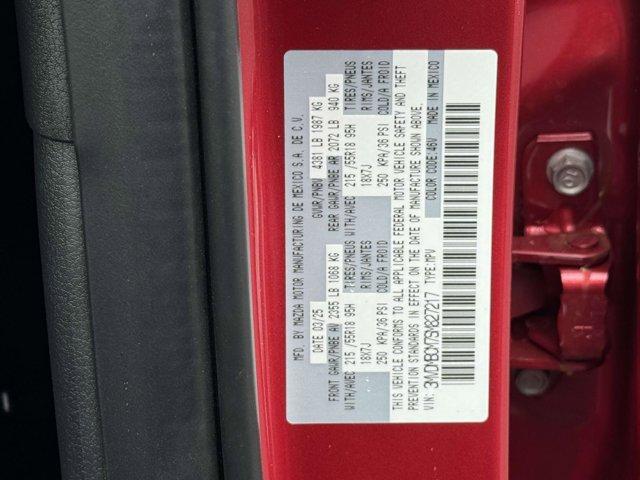 MFD. BY MAZDA MOTOR MANUFACTURING DE MEXICO S.A. DE C.V.
DATE 03/25 GVWR/PNBV 4381 LB 1987 KG
FRONT GAWR/PNBE AV 2355 LB 1068 KG REAR GAWR/PNBE AR 2072 LB 940 KG
WITH/AVEC 215 /55R18 95H TIRES/PNEUS WITH/AVEC 215 /55R18 95H TIRES/PNEUS
18X7J RIMS/JANTES 18X7J RIMS/JANTES
250 KPA/36 PSI COLD/A FROID 250 KPA/36 PSI COLD/A FROID
THIS VEHICLE CONFORMS TO ALL APPLICABLE FEDERAL MOTOR VEHICLE SAFETY AND THEFT
PREVENTION STANDARDS IN EFFECT ON THE DATE OF MANUFACTURE SHOWN ABOVE.
VIN: 3MVDMBCM7SM827217 TYPE:MPV COLOR CODE:46V MADE IN MEXICO